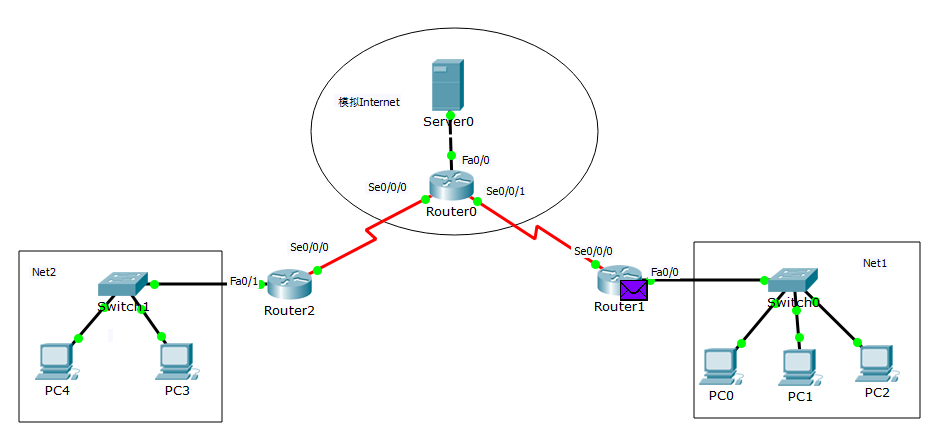 模拟Internet
Server0
Fa0/0
Se0/0/0
Se0/0/1
Router0
Se0/0/0
Se0/0/0
Net2
Fa0/1
Switch1
Router2
PC4
PC3
Router1
Fa0/0
Net1
Switch0
PC0
PC1
PC2